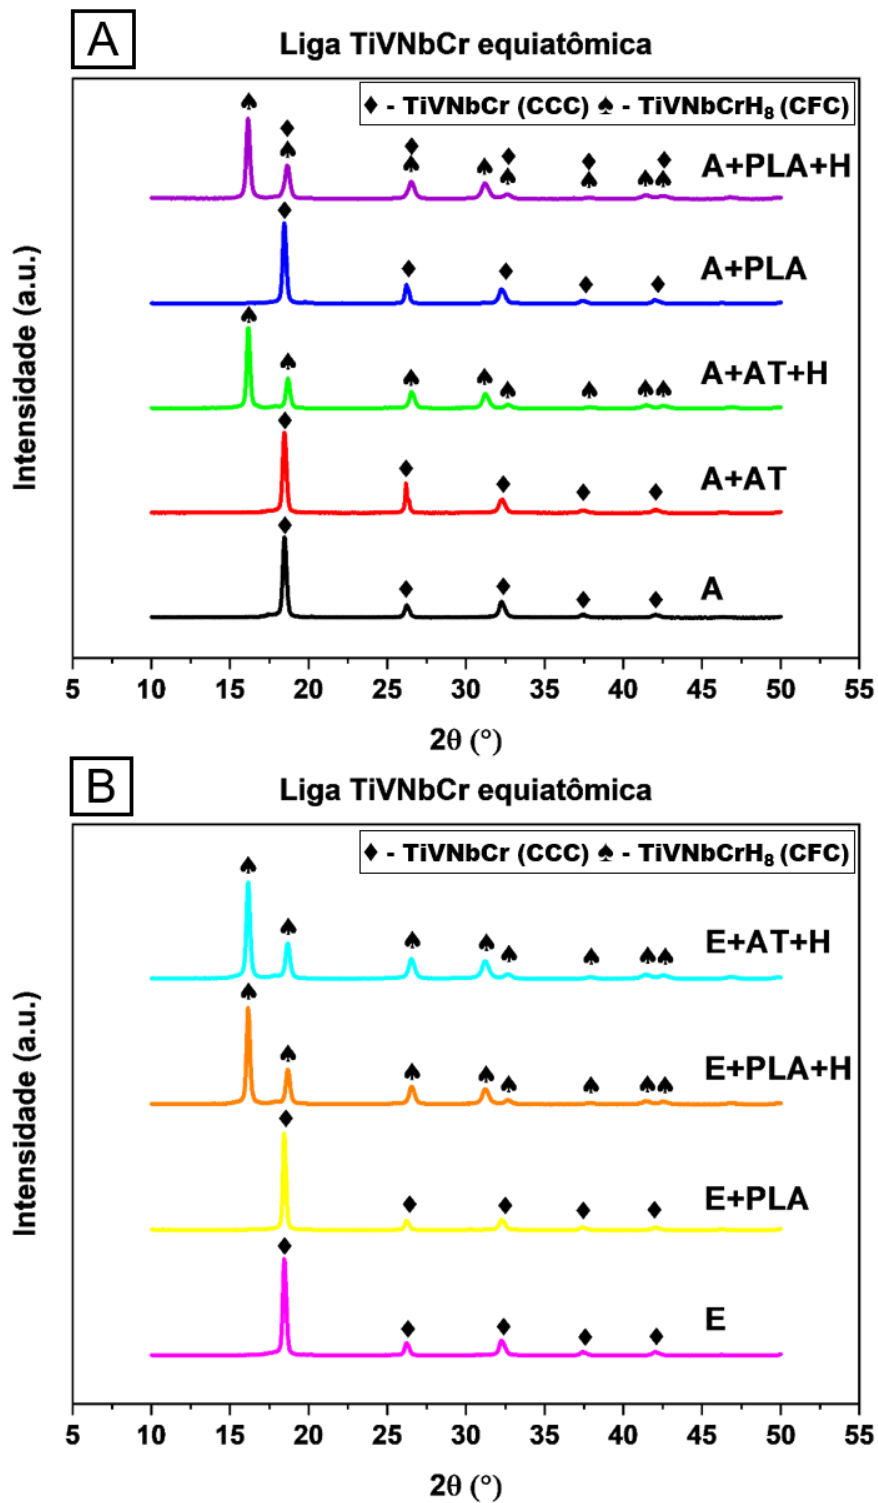 A
Liga TiVNbCr equiatômica
♦ - TiVNbCr (CCC) ♠ - TiVNbCrH₈ (CFC)
A+PLA+H
A+PLA
A+AT+H
A+AT
A
Intensidade (a.u.)
5 10 15 20 25 30 35 40 45 50 55
2θ (°)
B
Liga TiVNbCr equiatômica
♦ - TiVNbCr (CCC) ♠ - TiVNbCrH₈ (CFC)
E+AT+H
E+PLA+H
E+PLA
E
Intensidade (a.u.)
5 10 15 20 25 30 35 40 45 50 55
2θ (°)